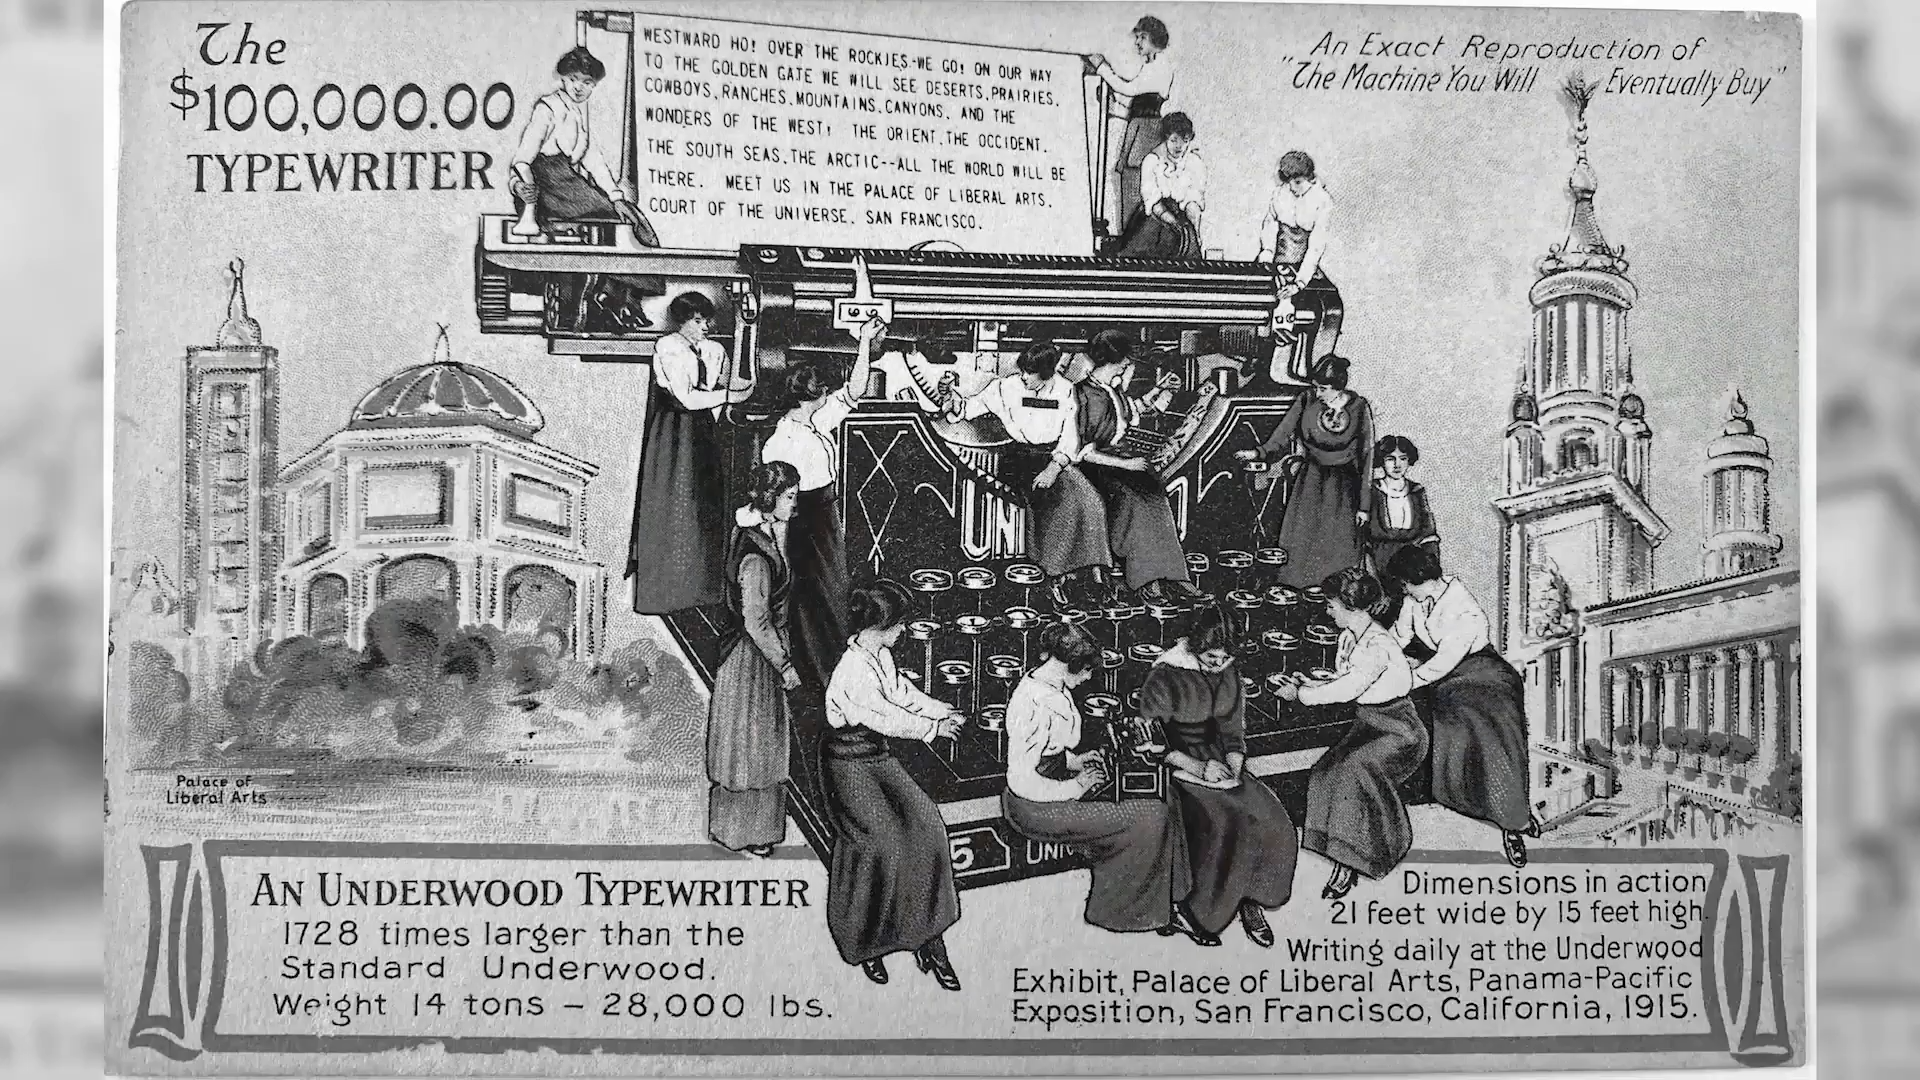 The
$100,000.00
TYPEWRITER
WESTWARD HO! OVER THE ROCKIES-WE GO! ON OUR WAY
TO THE GOLDEN GATE WE WILL SEE DESERTS,PRAIRIES,
COWBOYS,RANCHES,MOUNTAINS,CANYONS, AND THE
WONDERS OF THE WEST! THE ORIENT,THE OCCIDENT,
THE SOUTH SEAS,THE ARCTIC--ALL THE WORLD WILL BE
THERE. MEET US IN THE PALACE OF LIBERAL ARTS,
COURT OF THE UNIVERSE, SAN FRANCISCO.
An Exact Reproduction of
"The Machine You Will Eventually Buy"
UN
5 UNIV
Palace of
Liberal Arts
AN UNDERWOOD TYPEWRITER
1728 times larger than the
Standard Underwood.
Weight 14 tons – 28,000 lbs.
Dimensions in action
21 feet wide by 15 feet high.
Writing daily at the Underwood
Exhibit, Palace of Liberal Arts, Panama-Pacific
Exposition, San Francisco, California, 1915.